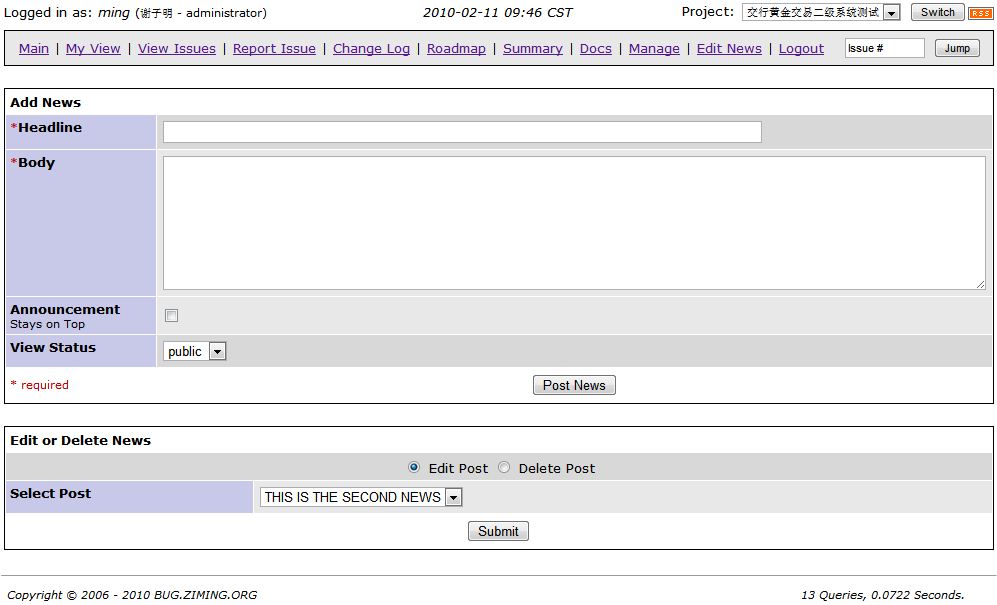 Logged in as: ming (谢子明 - administrator) 2010-02-11 09:46 CST Project: 交行黄金交易二级系统测试 Switch RSS
Main | My View | View Issues | Report Issue | Change Log | Roadmap | Summary | Docs | Manage | Edit News | Logout Issue # Jump
Add News
*Headline
*Body
Announcement
Stays on Top
View Status public
* required Post News
Edit or Delete News
Edit Post Delete Post
Select Post THIS IS THE SECOND NEWS
Submit
Copyright © 2006 - 2010 BUG.ZIMING.ORG 13 Queries, 0.0722 Seconds.